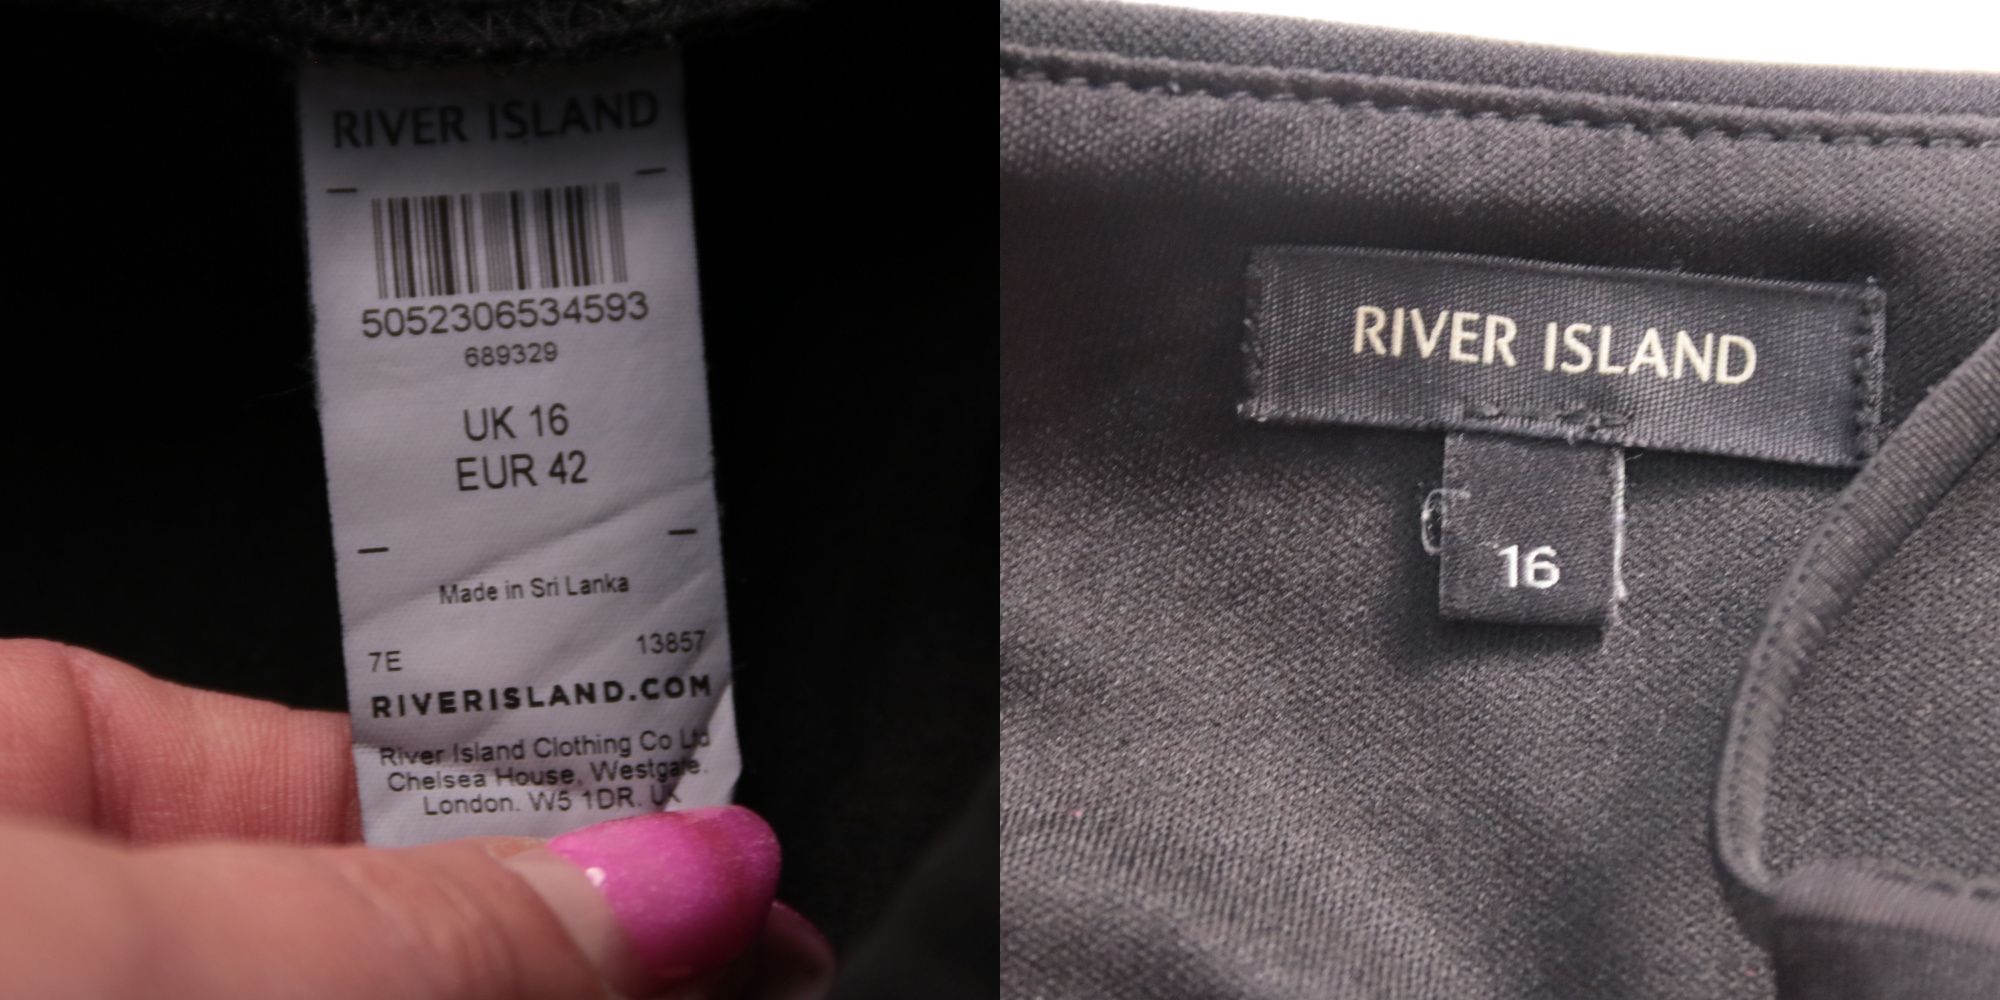 RIVER ISLAND
5052306534593
689329
UK 16
EUR 42
Made in Sri Lanka
7E 13857
RIVERISLAND.COM
River Island Clothing Co Ltd
Chelsea House, Westgate.
London. W5 1DR. UK
RIVER ISLAND
16